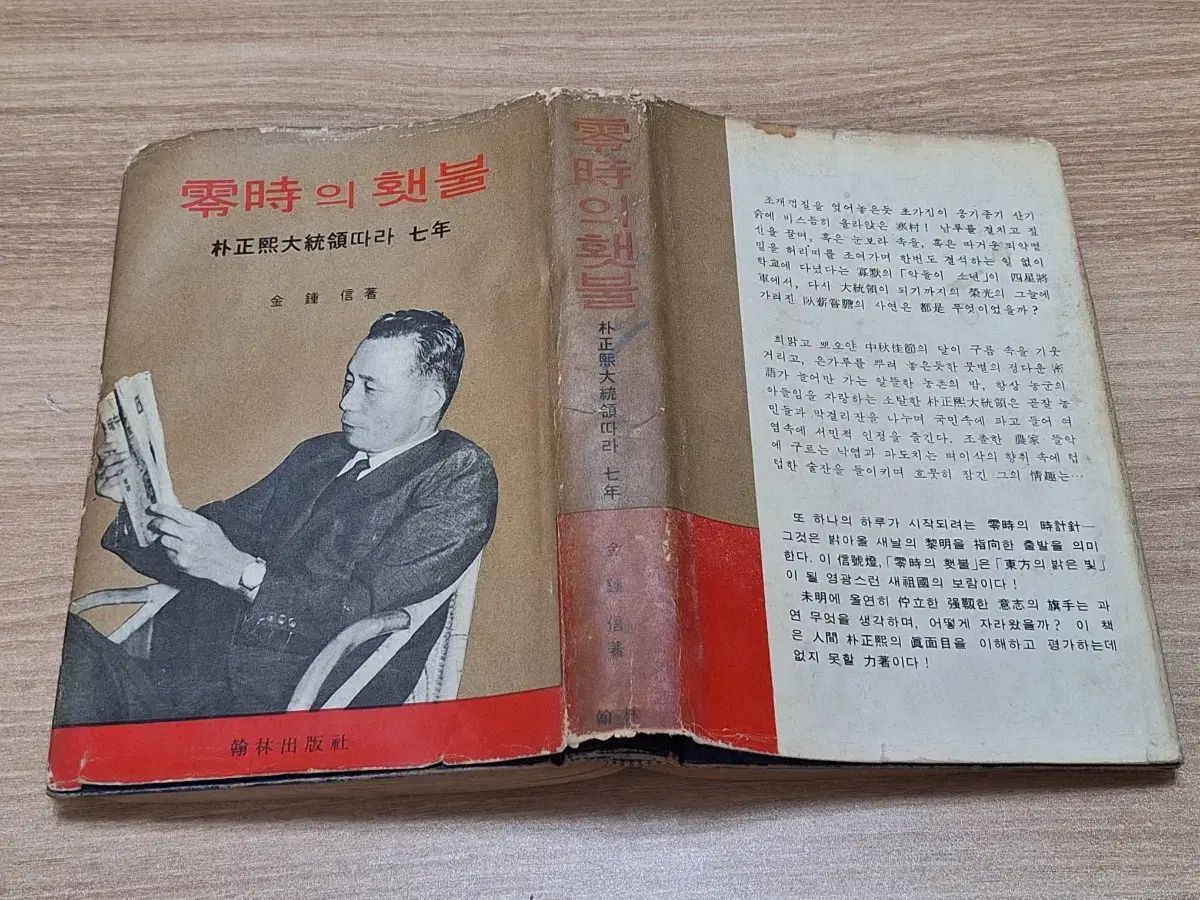 零時의 횃불
朴正熙大統領따라 七年
金鍾信著
翰林出版社
零時의횃불
朴正熙大統領따라 七年
金鍾信著
翰林
조개껍질을 엎어놓은듯 초가집이 옹기종기 산기
슭에 비스듬히 올라앉은 寒村! 남루를 걸치고 짚
신을 끌며, 혹은 눈보라 속을, 혹은 따거운 뙤약볕
밑을 허리띠를 조여가며 한번도 결석하는 일 없이
학교에 다녔다는 寡默의 「악돌이 소년」이 四星將
軍에서, 다시 大統領이 되기까지의 榮光의 그늘에
가려진 臥薪嘗膽의 사연은 都是 무엇이었을까?
희맑고 뽀오얀 中秋佳節의 달이 구름 속을 기웃
거리고, 은가루를 뿌려 놓은듯한 뭇별의 정다운 密
語가 늘어만 가는 알뜰한 농촌의 밤, 항상 농군의
아들임을 자랑하는 소탈한 朴正熙大統領은 곧잘 농
민들과 막걸리잔을 나누며 국민속에 파고 들어 여
염속에 서민적 인정을 즐긴다. 조촐한 農家 뜰악
에 구르는 낙엽과 파도치는 벼이삭의 향취 속에 텁
텁한 술잔을 들이키며 흐뭇히 잠긴 그의 情趣는…
또 하나의 하루가 시작되려는 零時의 時計針—
그것은 밝아올 새날의 黎明을 指向한 출발을 의미
한다. 이 信號燈, 「零時의 횃불」은 「東方의 밝은 빛」
이 될 영광스런 새祖國의 보람이다!
未明에 올연히 佇立한 强靱한 意志의 旗手는 과
연 무엇을 생각하며, 어떻게 자라왔을까? 이 책
은 人間 朴正熙의 眞面目을 이해하고 평가하는데
없지 못할 力著이다!